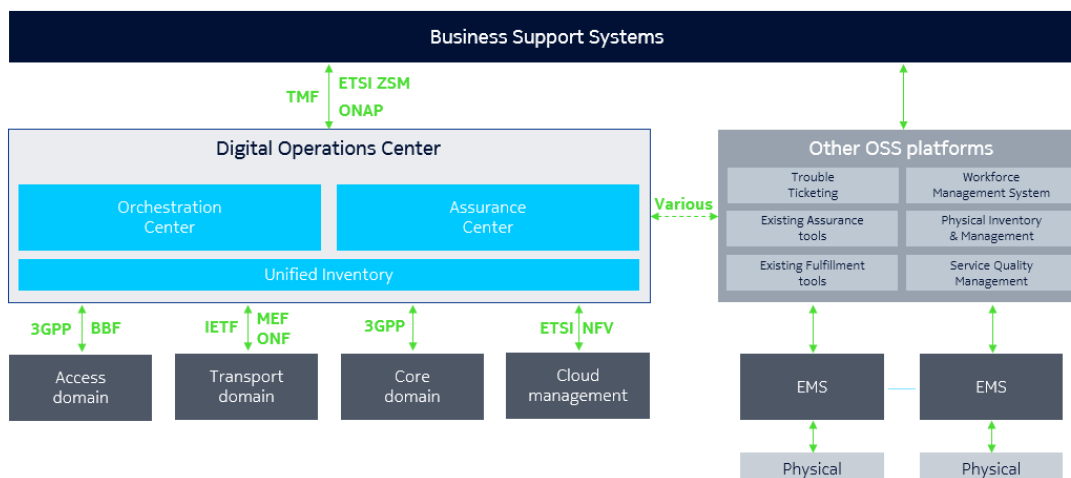 Business Support Systems
TMF
ETSI ZSM
ONAP
Digital Operations Center
Orchestration
Center
Assurance
Center
Unified Inventory
Various
Other OSS platforms
Trouble
Ticketing
Workforce
Management System
Existing Assurance
tools
Physical Inventory
& Management
Existing Fulfillment
tools
Service Quality
Management
3GPP
BBF
IETF
MEF
ONF
3GPP
ETSI
NFV
Access
domain
Transport
domain
Core
domain
Cloud
management
EMS
EMS
Physical
Physical